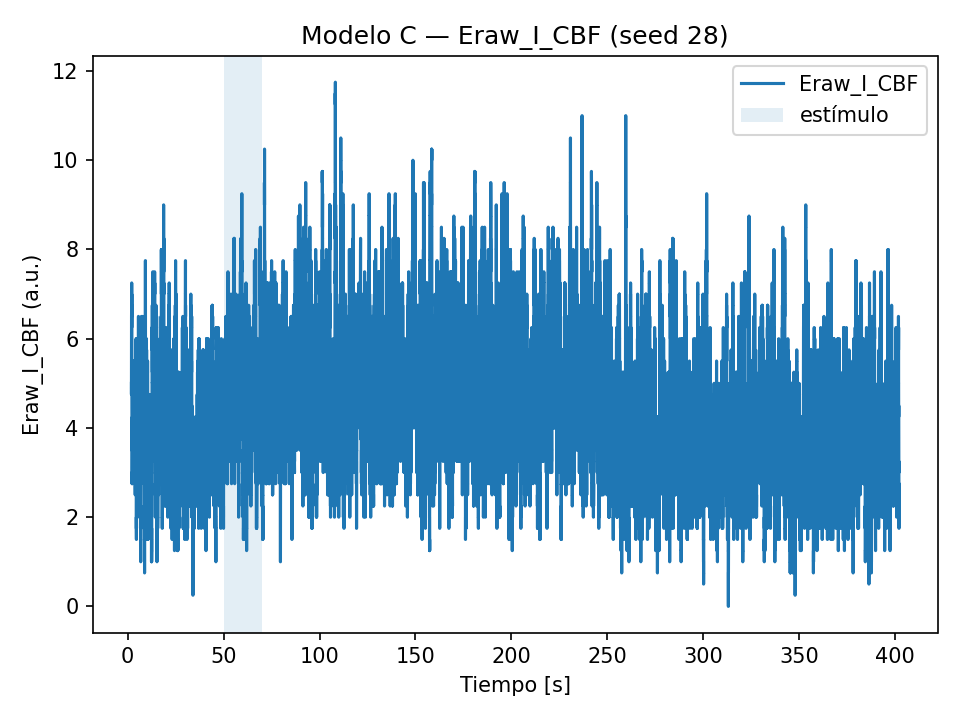 Modelo C — Eraw_I_CBF (seed 28)
Eraw_I_CBF
estímulo
Eraw_I_CBF (a.u.)
12
10
8
6
4
2
0
0 50 100 150 200 250 300 350 400
Tiempo [s]